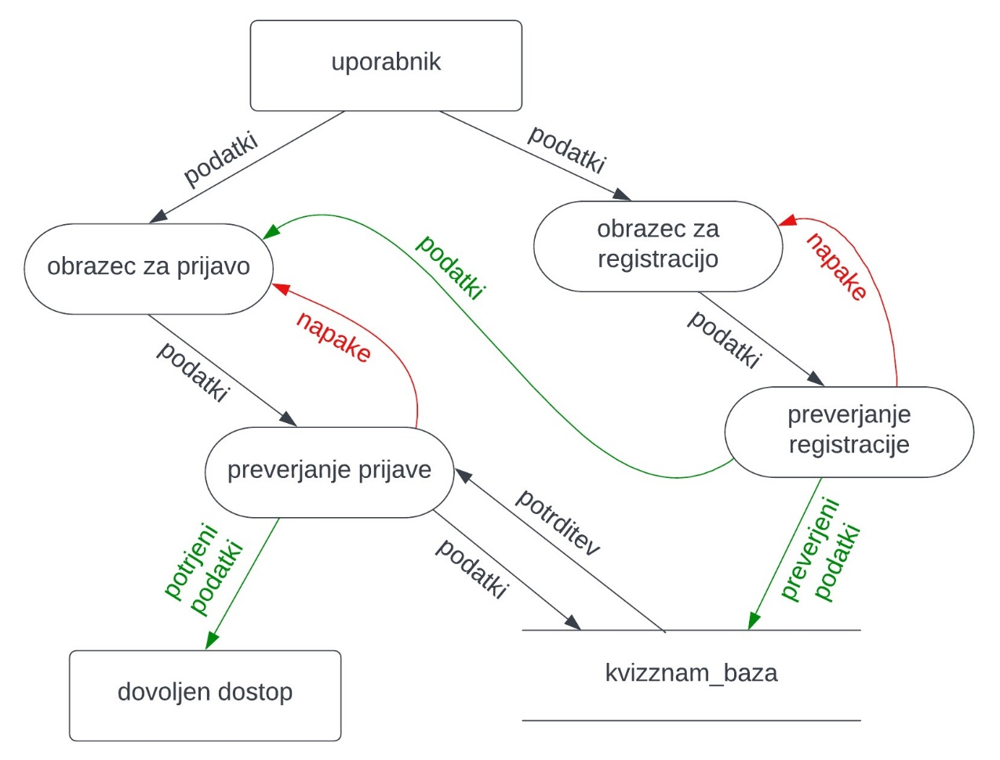 uporabnik
podatki
podatki
obrazec za prijavo
podatki
obrazec za
registracijo
napake
napake
podatki
podatki
preverjanje prijave
preverjanje
registracije
potrjeni
podatki
podatki
potrditev
preverjeni
podatki
dovoljen dostop
kvizznam_baza